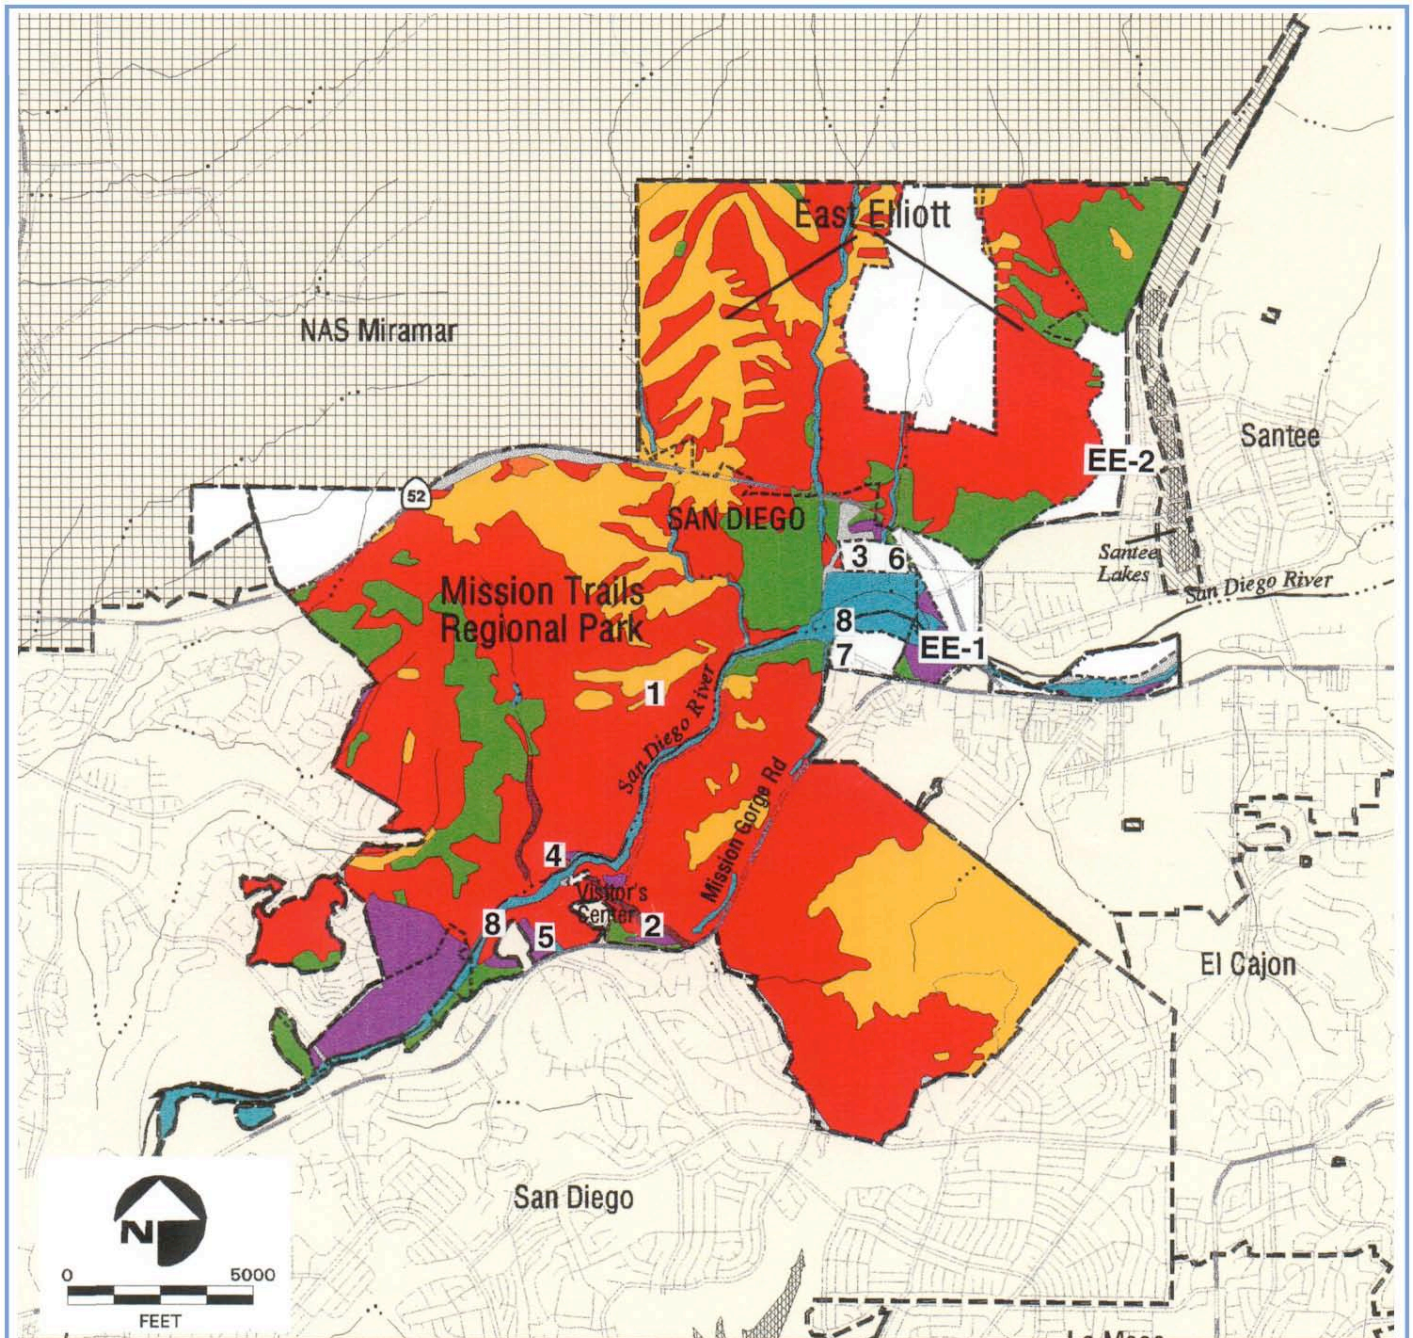 East Elliott
NAS Miramar
Santee
EE-2
52
SAN DIEGO
Santee
Lakes
San Diego River
3
6
Mission Trails
Regional Park
8
EE-1
7
1
San Diego River
Mission Gorge Rd
4
Visitor's
Center
8
5
2
El Cajon
San Diego
N
0
5000
FEET